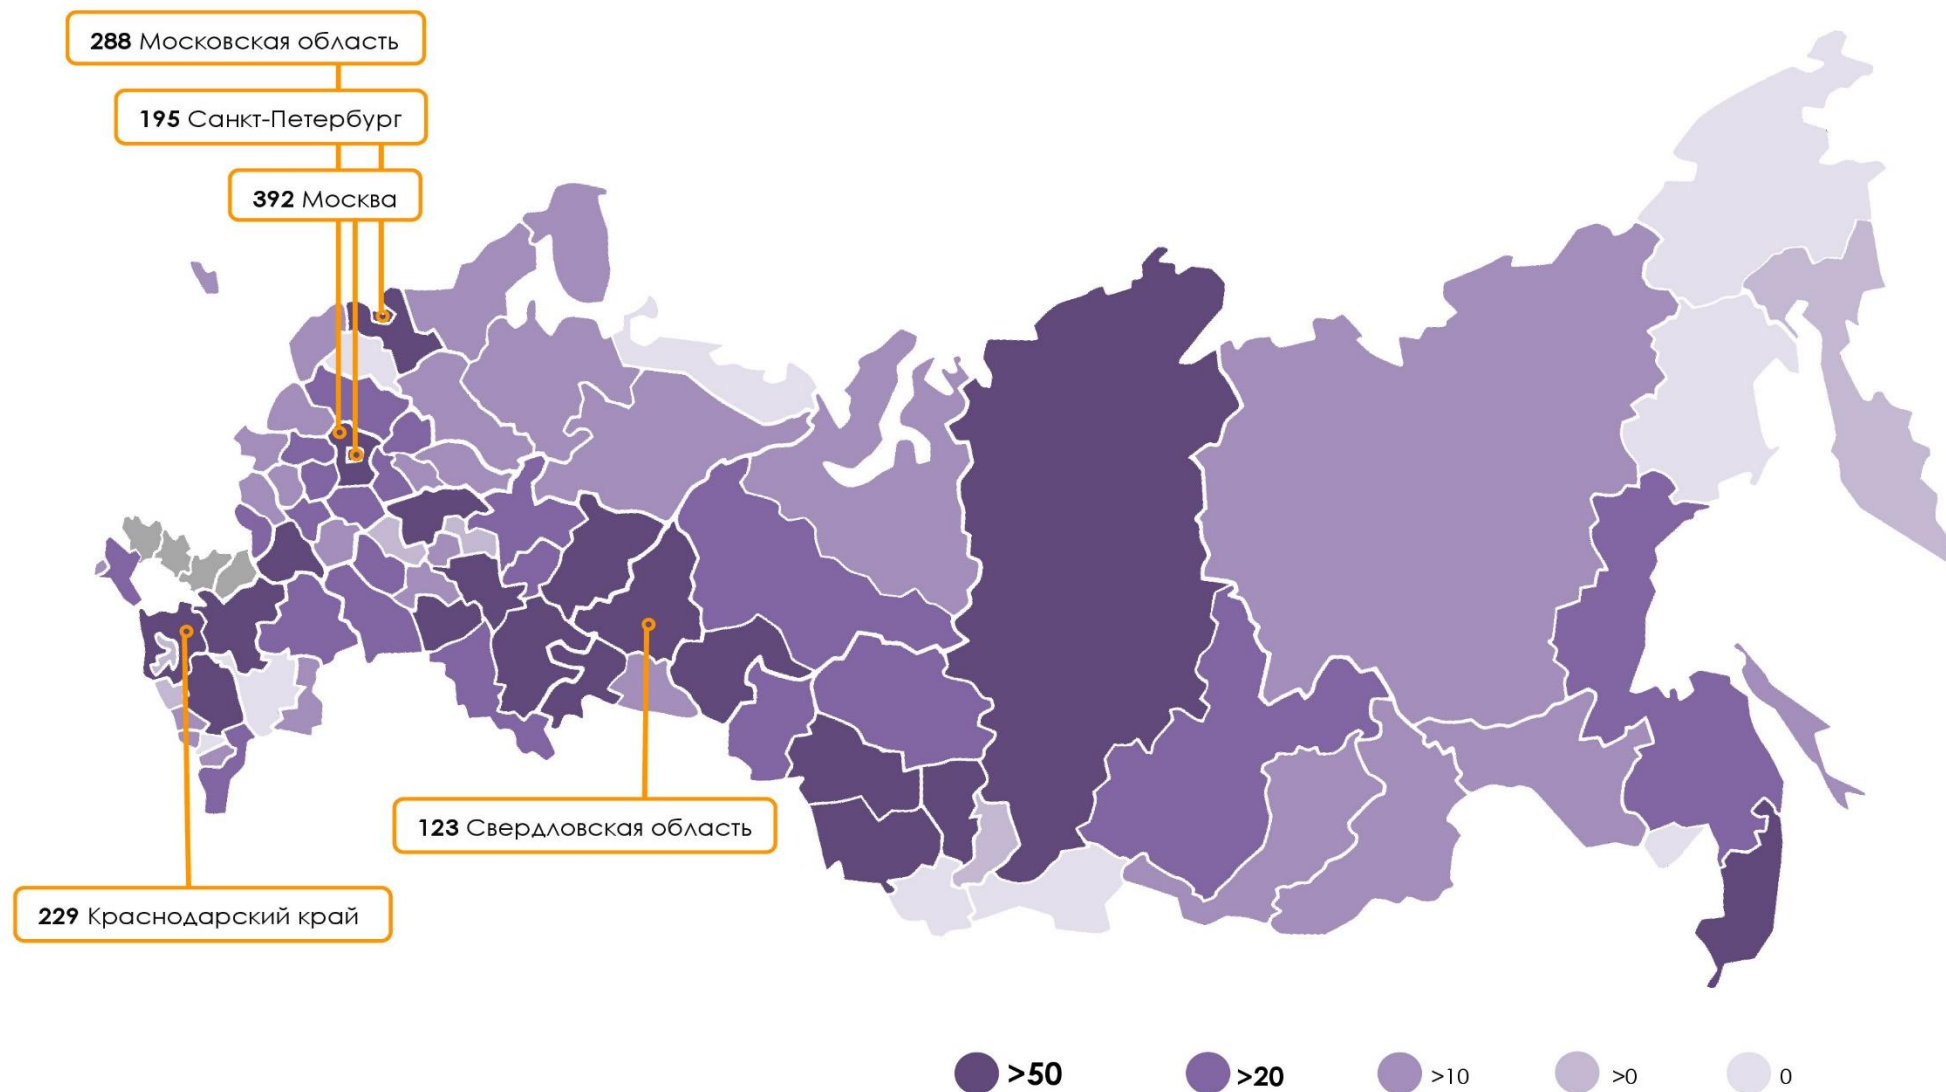 288 Московская область
195 Санкт-Петербург
392 Москва
123 Свердловская область
229 Краснодарский край
>50
>20
>10
>0
0